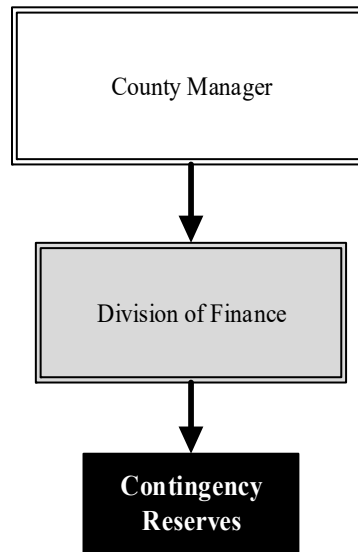 County Manager
Division of Finance
Contingency
Reserves